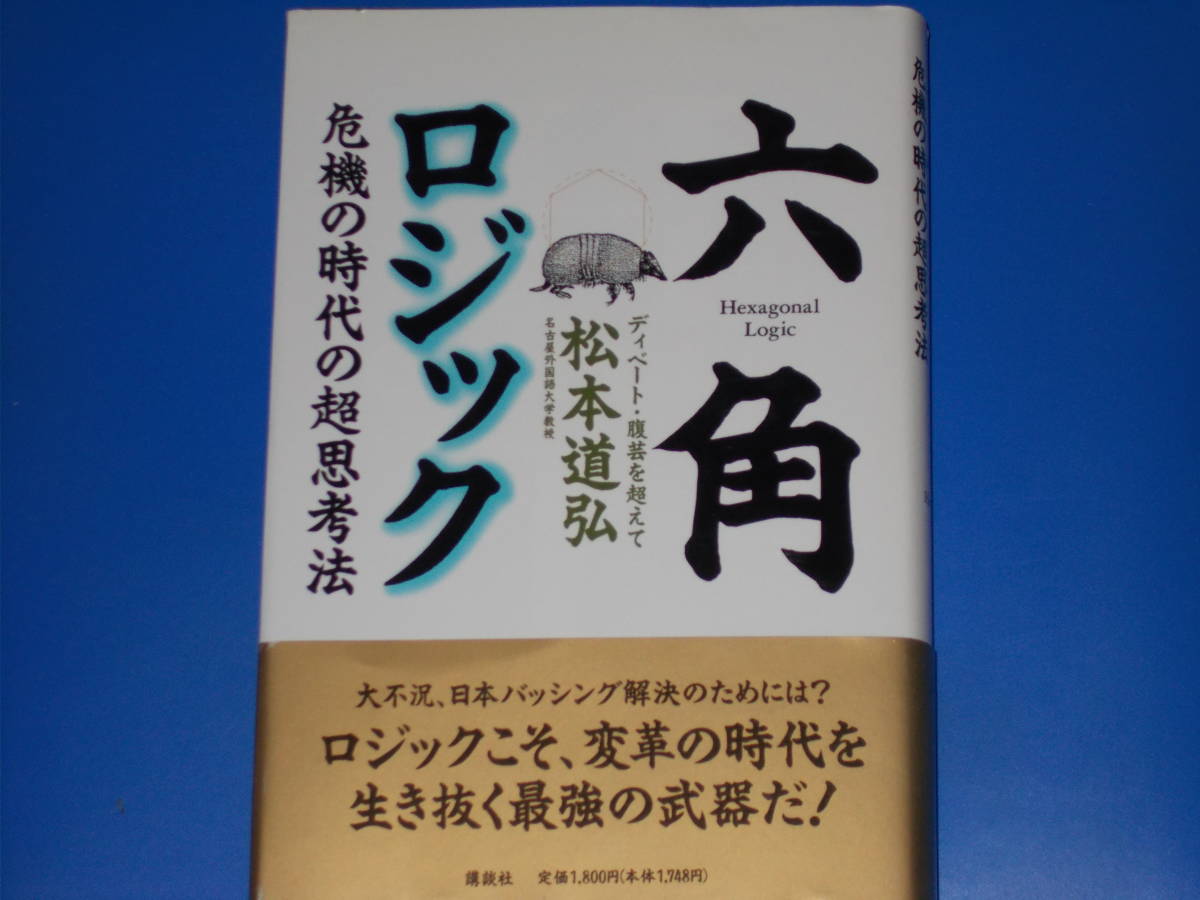 六角
Hexagonal
Logic
ロジック
危機の時代の超思考法
ディベート・腹芸を超えて
松本道弘
名古屋外国語大学教授
危機の時代の超思考法
大不況、日本バッシング解決のためには?
ロジックこそ、変革の時代を
生き抜く最強の武器だ!
講談社 定価1,800円(本体1,748円)